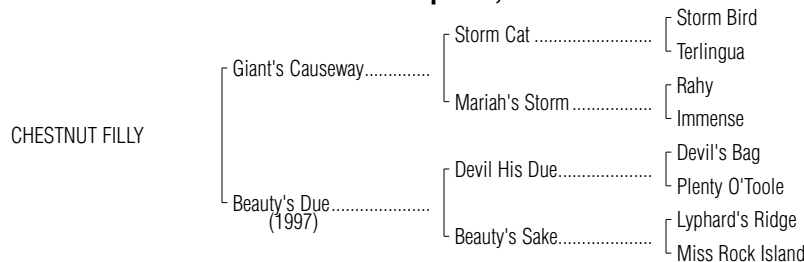 Storm Bird
Storm Cat ..................
Terlingua
Giant's Causeway..............
Rahy
Mariah's Storm ................
Immense
CHESTNUT FILLY
Devil's Bag
Devil His Due...................
Plenty O'Toole
Beauty's Due.....................
(1997)
Lyphard's Ridge
Beauty's Sake...................
Miss Rock Island